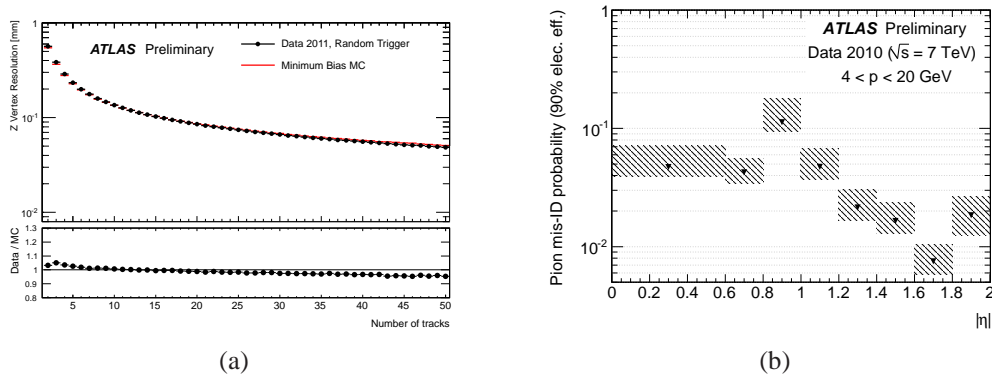 Z Vertex Resolution [mm]
1
10⁻¹
10⁻²
ATLAS Preliminary
Data 2011, Random Trigger
Minimum Bias MC
Data / MC
1.3
1.2
1.1
1
0.9
0.8
5 10 15 20 25 30 35 40 45 50
Number of tracks
(a)
Pion mis-ID probability (90% elec. eff.)
1
10⁻¹
10⁻²
ATLAS Preliminary
Data 2010 (√s = 7 TeV)
4 < p < 20 GeV
0 0.2 0.4 0.6 0.8 1 1.2 1.4 1.6 1.8 2
|η|
(b)